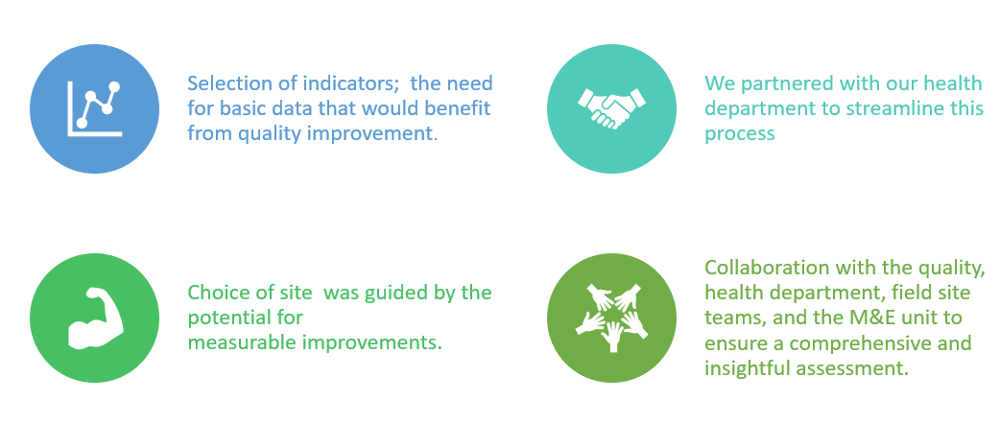 Selection of indicators;  the need
for basic data that would benefit
from quality improvement.
We partnered with our health
department to streamline this
process
Choice of site  was guided by the
potential for
measurable improvements.
Collaboration with the quality,
health department, field site
teams, and the M&E unit to
ensure a comprehensive and
insightful assessment.